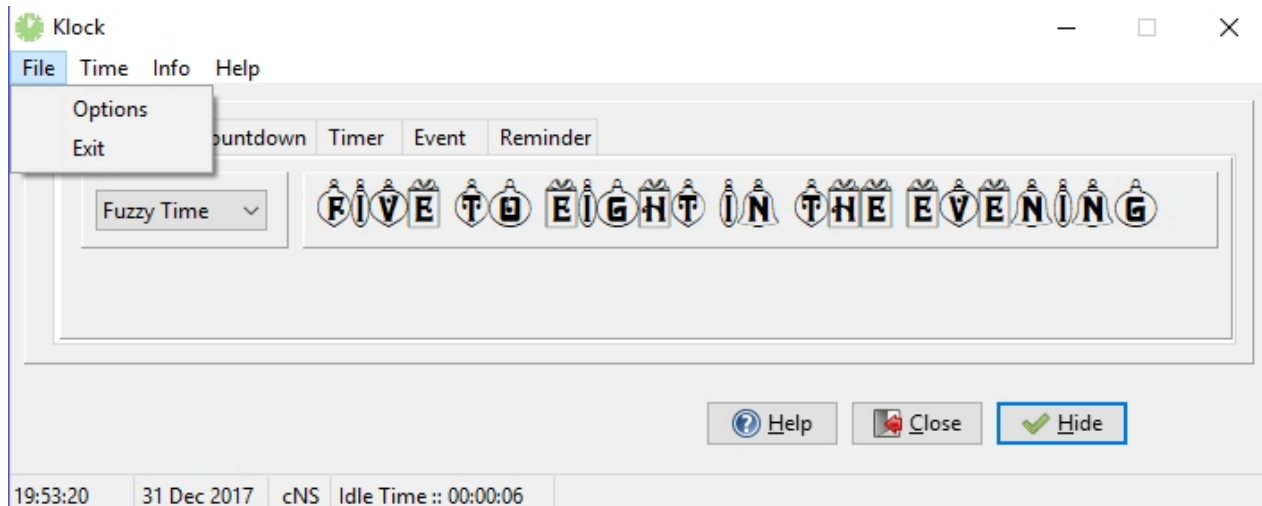 Klock
File Time Info Help
Options
Exit
ountdown Timer Event Reminder
Fuzzy Time
FIVE TO EIGHT IN THE EVENING
Help Close Hide
19:53:20 31 Dec 2017 cNS Idle Time :: 00:00:06